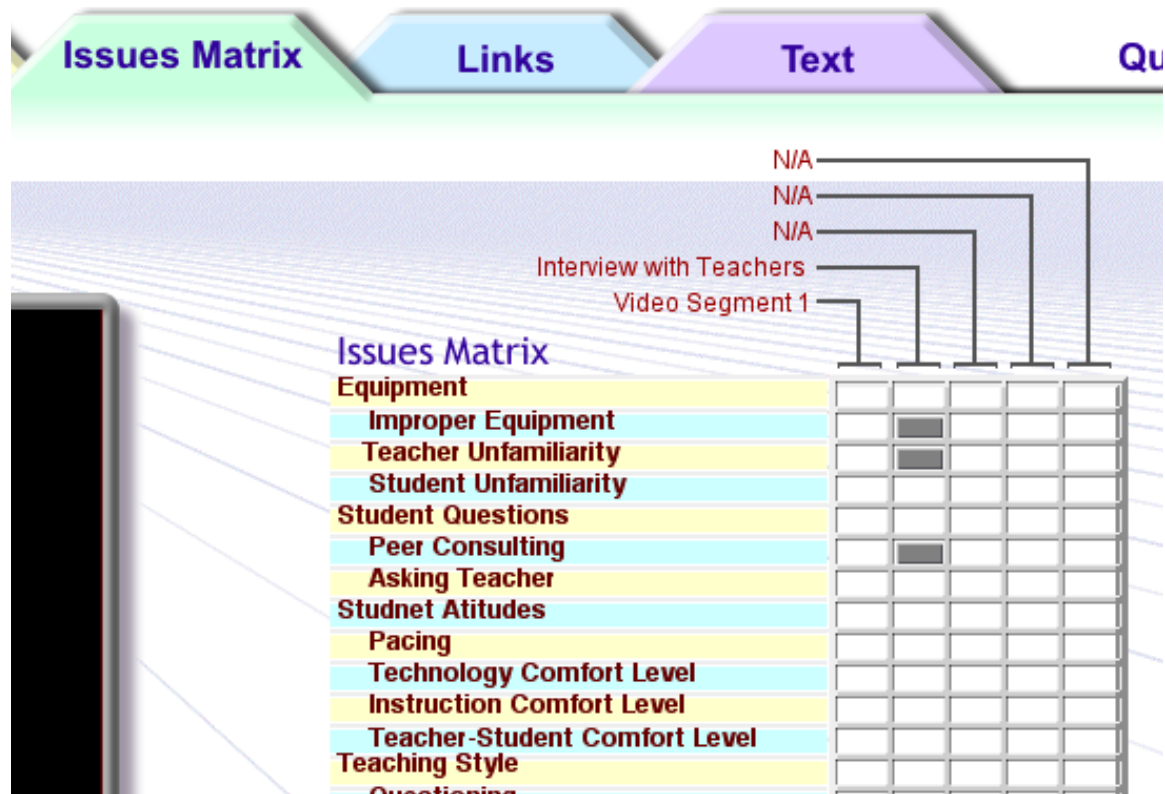 Issues Matrix Links Text Qu
N/A
N/A
N/A
Interview with Teachers
Video Segment 1
Issues Matrix
Equipment
Improper Equipment
Teacher Unfamiliarity
Student Unfamiliarity
Student Questions
Peer Consulting
Asking Teacher
Studnet Atitudes
Pacing
Technology Comfort Level
Instruction Comfort Level
Teacher-Student Comfort Level
Teaching Style
Questioning